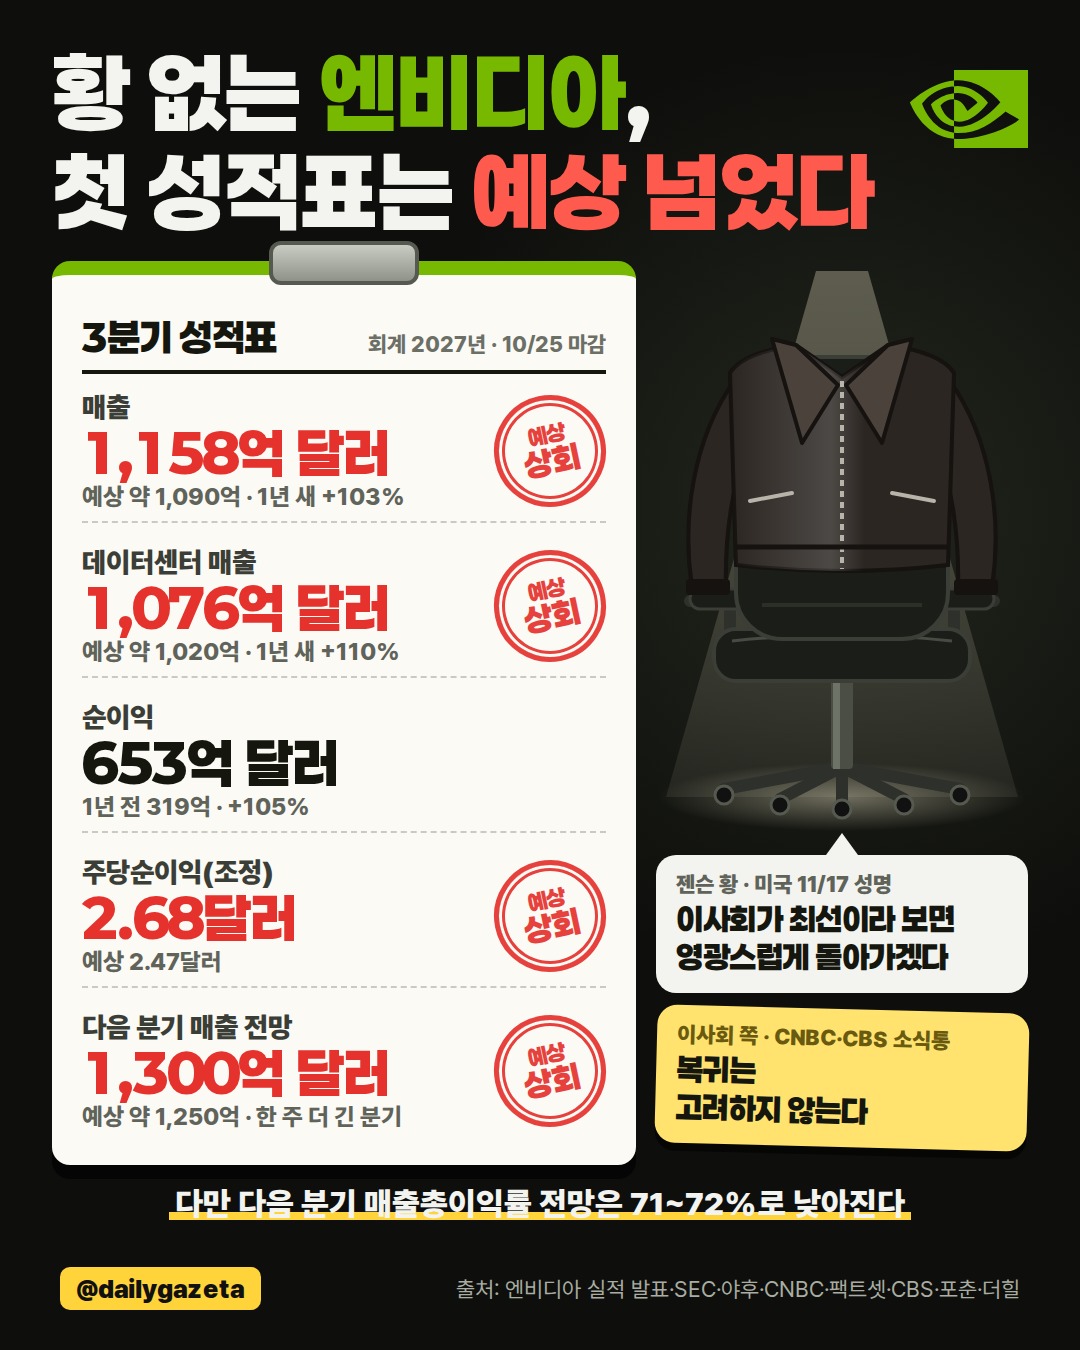 황 없는 엔비디아,
첫 성적표는 예상 넘었다
3분기 성적표
회계 2027년 · 10/25 마감
매출
1,158억 달러
예상 약 1,090억 · 1년 새 +103%
예상
상회
데이터센터 매출
1,076억 달러
예상 약 1,020억 · 1년 새 +110%
예상
상회
순이익
653억 달러
1년 전 319억 · +105%
주당순이익(조정)
2.68달러
예상 2.47달러
예상
상회
다음 분기 매출 전망
1,300억 달러
예상 약 1,250억 · 한 주 더 긴 분기
예상
상회
젠슨 황 · 미국 11/17 성명
이사회가 최선이라 보면
영광스럽게 돌아가겠다
이사회 쪽 · CNBC·CBS 소식통
복귀는
고려하지 않는다
다만 다음 분기 매출총이익률 전망은 71~72%로 낮아진다
@dailygazeta
출처: 엔비디아 실적 발표·SEC·야후·CNBC·팩트셋·CBS·포춘·더힐